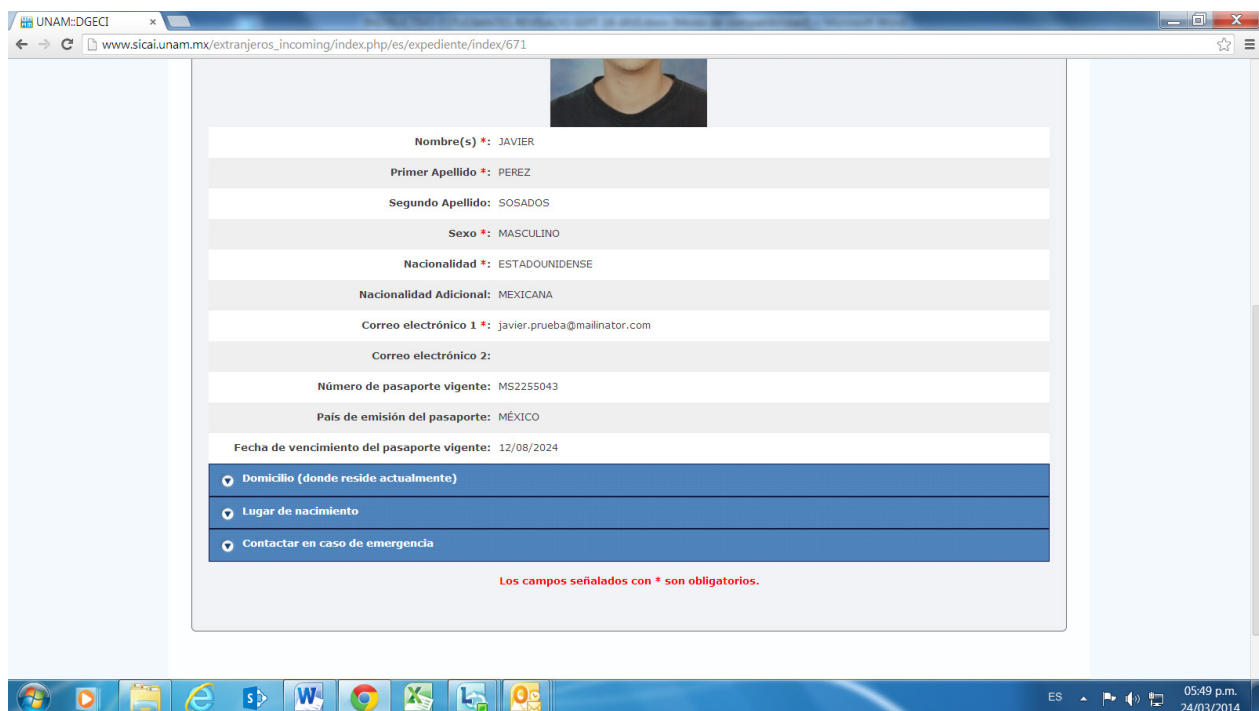 UNAM::DGECI
www.sicai.unam.mx/extranjeros_incoming/index.php/es/expediente/index/671
Nombre(s) *: JAVIER
Primer Apellido *: PEREZ
Segundo Apellido: SOSADOS
Sexo *: MASCULINO
Nacionalidad *: ESTADOUNIDENSE
Nacionalidad Adicional: MEXICANA
Correo electrónico 1 *: javier.prueba@mailinator.com
Correo electrónico 2:
Número de pasaporte vigente: MS2255043
País de emisión del pasaporte: MÉXICO
Fecha de vencimiento del pasaporte vigente: 12/08/2024
Domicilio (donde reside actualmente)
Lugar de nacimiento
Contactar en caso de emergencia
Los campos señalados con * son obligatorios.
ES
05:49 p.m.
24/03/2014